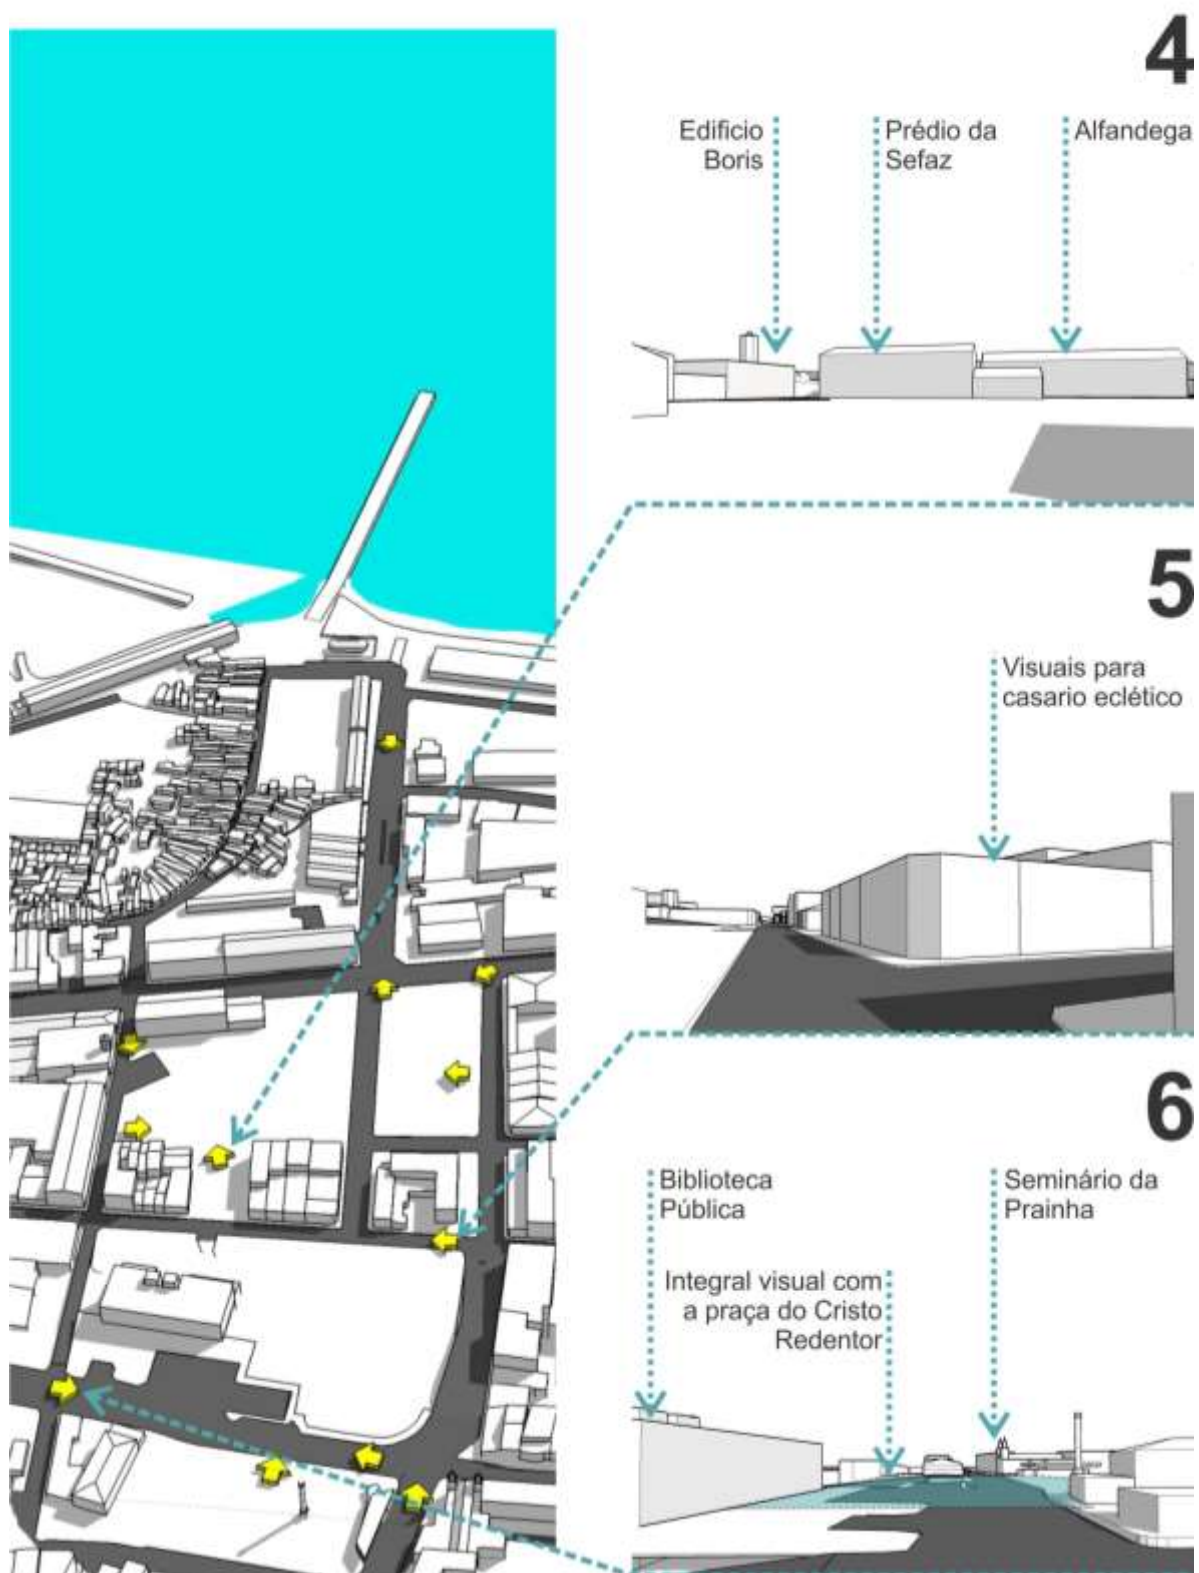 4
Edificio
Boris
Prédio da
Sefaz
Alfandega
5
Visuais para
casario eclético
6
Biblioteca
Pública
Seminário da
Prainha
Integral visual com
a praça do Cristo
Redentor